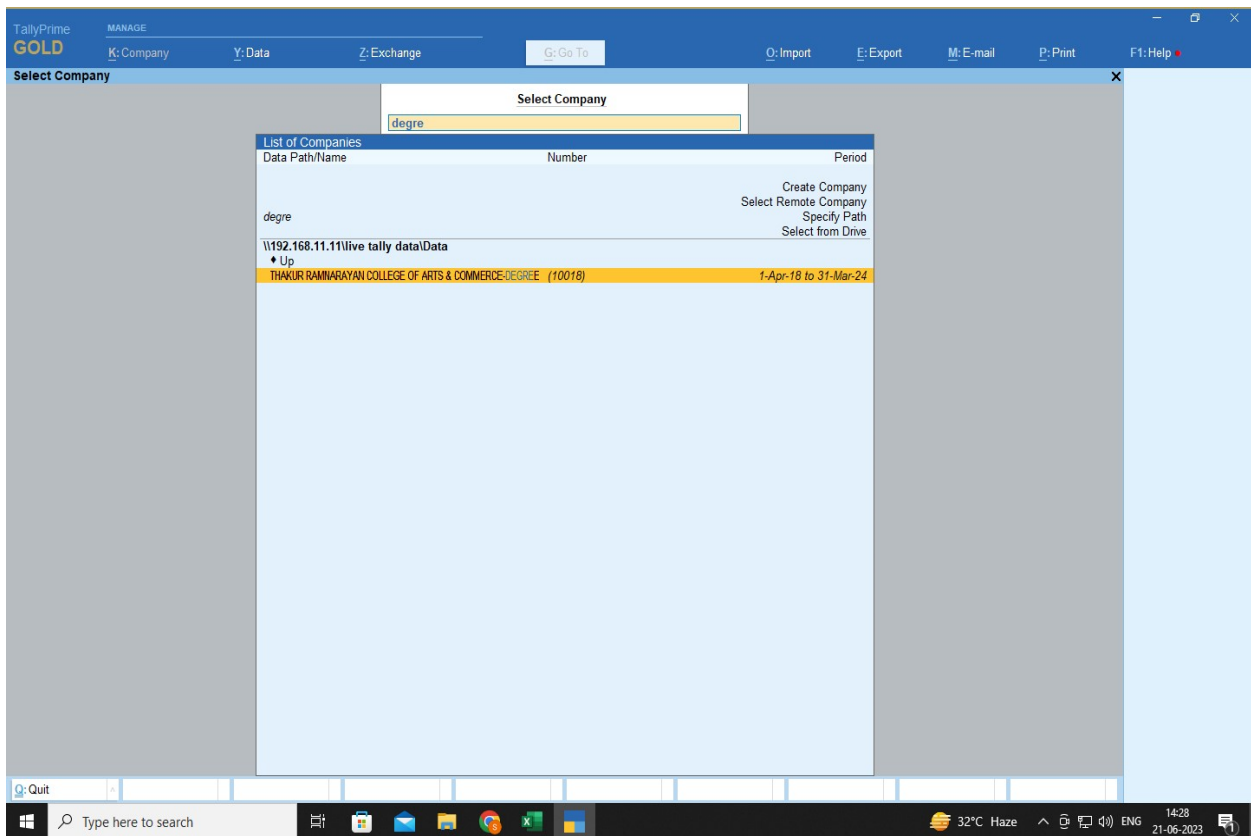 TallyPrime
GOLD
MANAGE
K: Company Y: Data Z: Exchange G: Go To O: Import E: Export M: E-mail P: Print F1: Help
Select Company
Select Company
degre
List of Companies
Data Path/Name Number Period
Create Company
Select Remote Company
degre Specify Path
Select from Drive
\\192.168.11.11\live tally data\Data
♦ Up
THAKUR RAMNARAYAN COLLEGE OF ARTS & COMMERCE-DEGREE (10018) 1-Apr-18 to 31-Mar-24
Q: Quit
Type here to search 32°C Haze ENG 14:28
21-06-2023